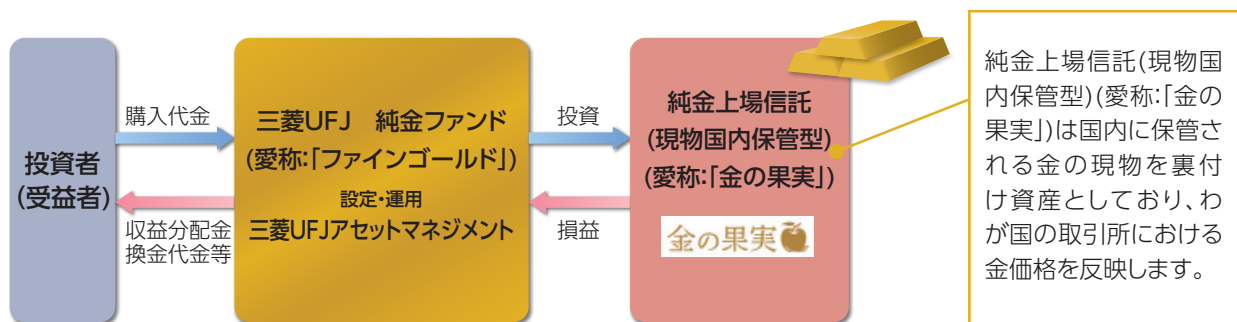 投資者
(受益者)
購入代金
収益分配金
換金代金等
三菱UFJ 純金ファンド
(愛称:「ファインゴールド」)
設定・運用
三菱UFJアセットマネジメント
投資
損益
純金上場信託
(現物国内保管型)
(愛称:「金の果実」)
金の果実
純金上場信託(現物国
内保管型)(愛称:「金の
果実」)は国内に保管さ
れる金の現物を裏付
け資産としており、わ
が国の取引所における
金価格を反映します。